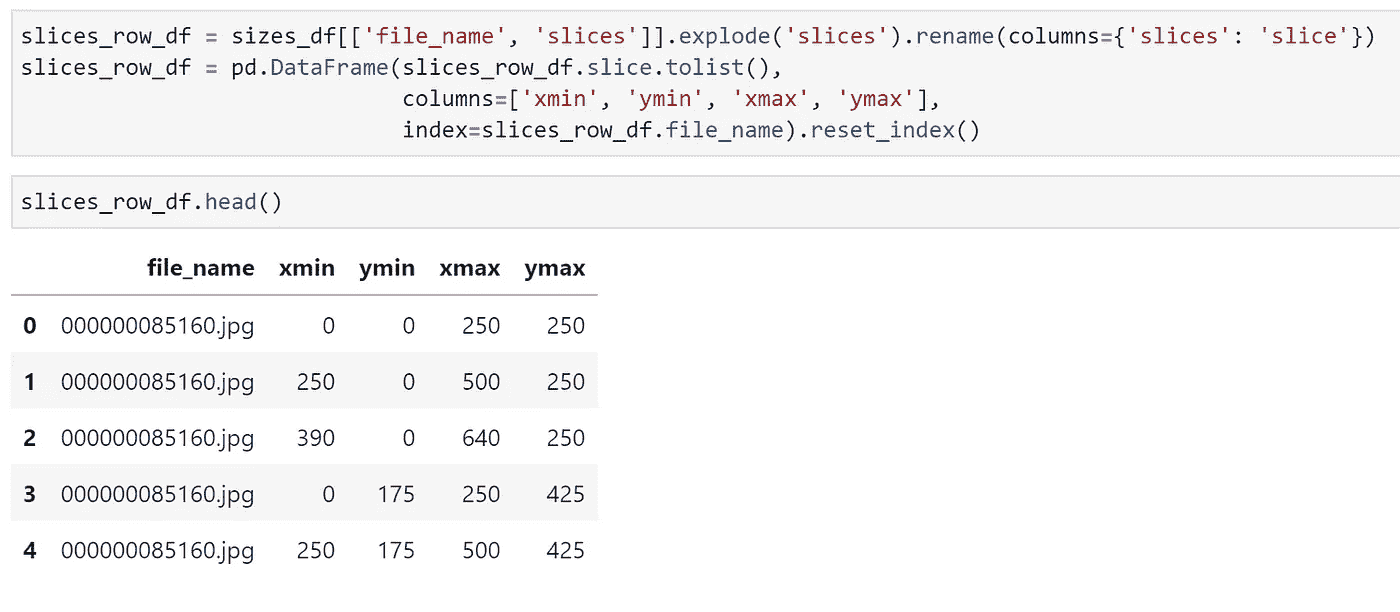 slices_row_df = sizes_df[['file_name', 'slices']].explode('slices').rename(columns={'slices': 'slice'})
slices_row_df = pd.DataFrame(slices_row_df.slice.tolist(),
columns=['xmin', 'ymin', 'xmax', 'ymax'],
index=slices_row_df.file_name).reset_index()
slices_row_df.head()
file_name xmin ymin xmax ymax
0 000000085160.jpg 0 0 250 250
1 000000085160.jpg 250 0 500 250
2 000000085160.jpg 390 0 640 250
3 000000085160.jpg 0 175 250 425
4 000000085160.jpg 250 175 500 425